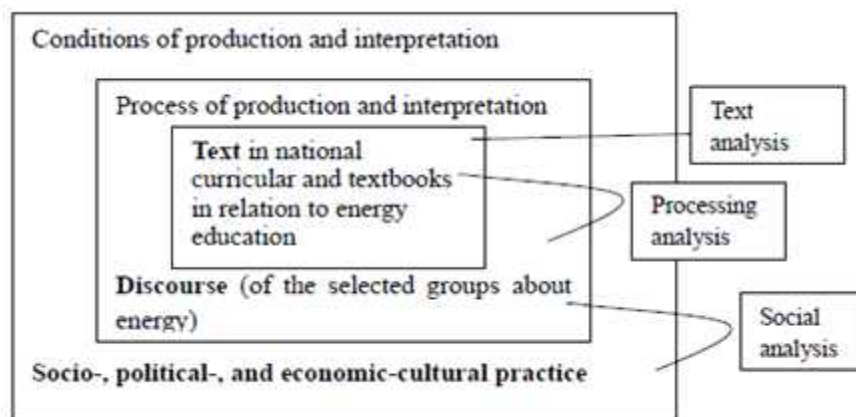 Conditions of production and interpretation
Process of production and interpretation
Text in national
curricular and textbooks
in relation to energy
education
Discourse (of the selected groups about
energy)
Socio-, political-, and economic-cultural practice
Text
analysis
Processing
analysis
Social
analysis